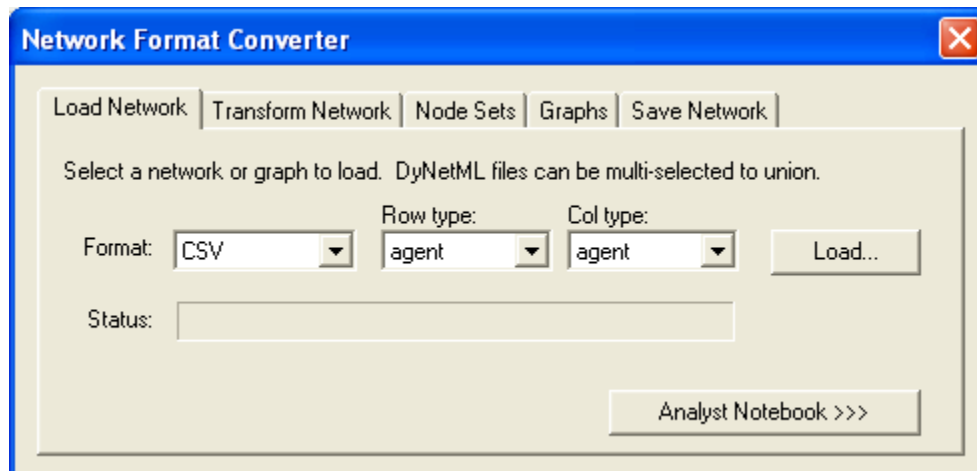 Network Format Converter
Load Network Transform Network Node Sets Graphs Save Network
Select a network or graph to load. DyNetML files can be multi-selected to union.
Row type: Col type:
Format: CSV agent agent Load...
Status:
Analyst Notebook >>>